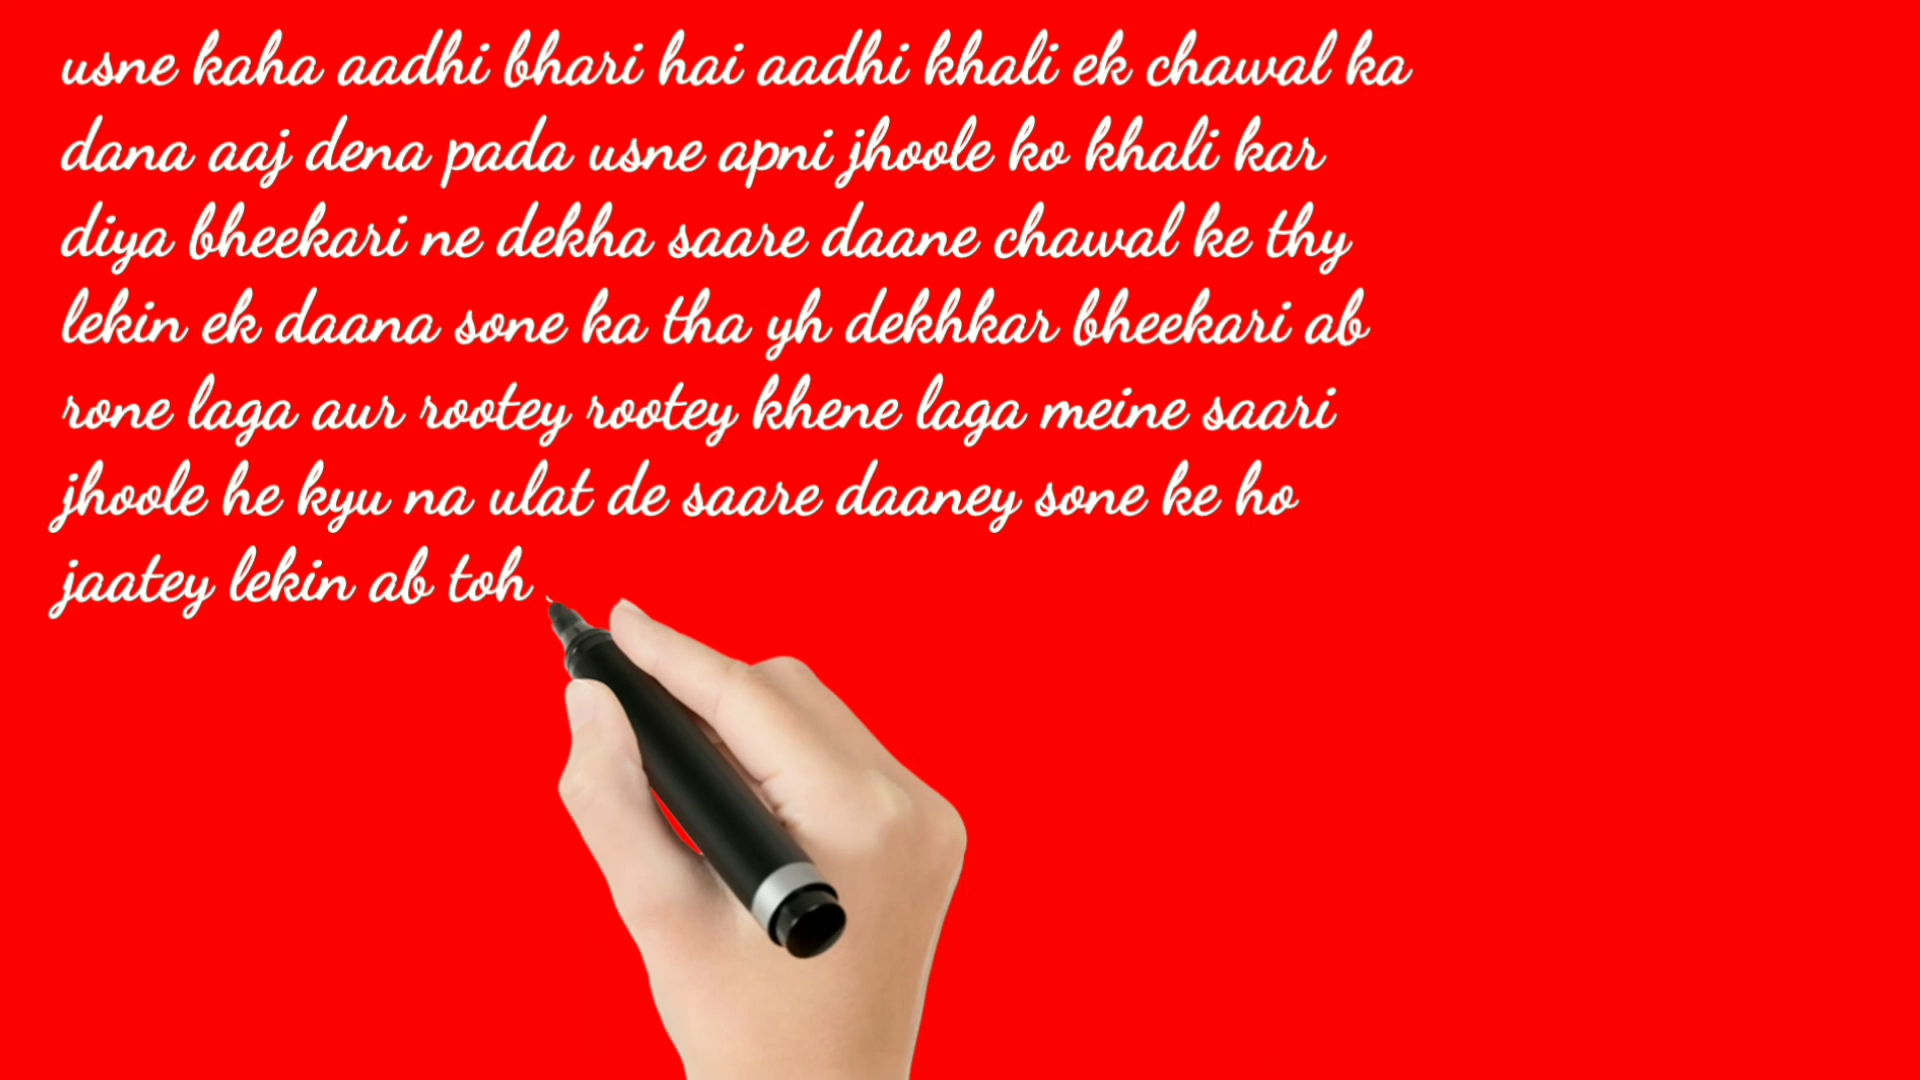 usne kaha aadhi bhari hai aadhi khali ek chawal ka
dana aaj dena pada usne apni jhoole ko khali kar
diya bheekari ne dekha saare daane chawal ke thy
lekin ek daana sone ka tha yh dekhkar bheekari ab
rone laga aur rootey rootey khene laga meine saari
jhoole he kyu na ulat de saare daaney sone ke ho
jaatey lekin ab toh